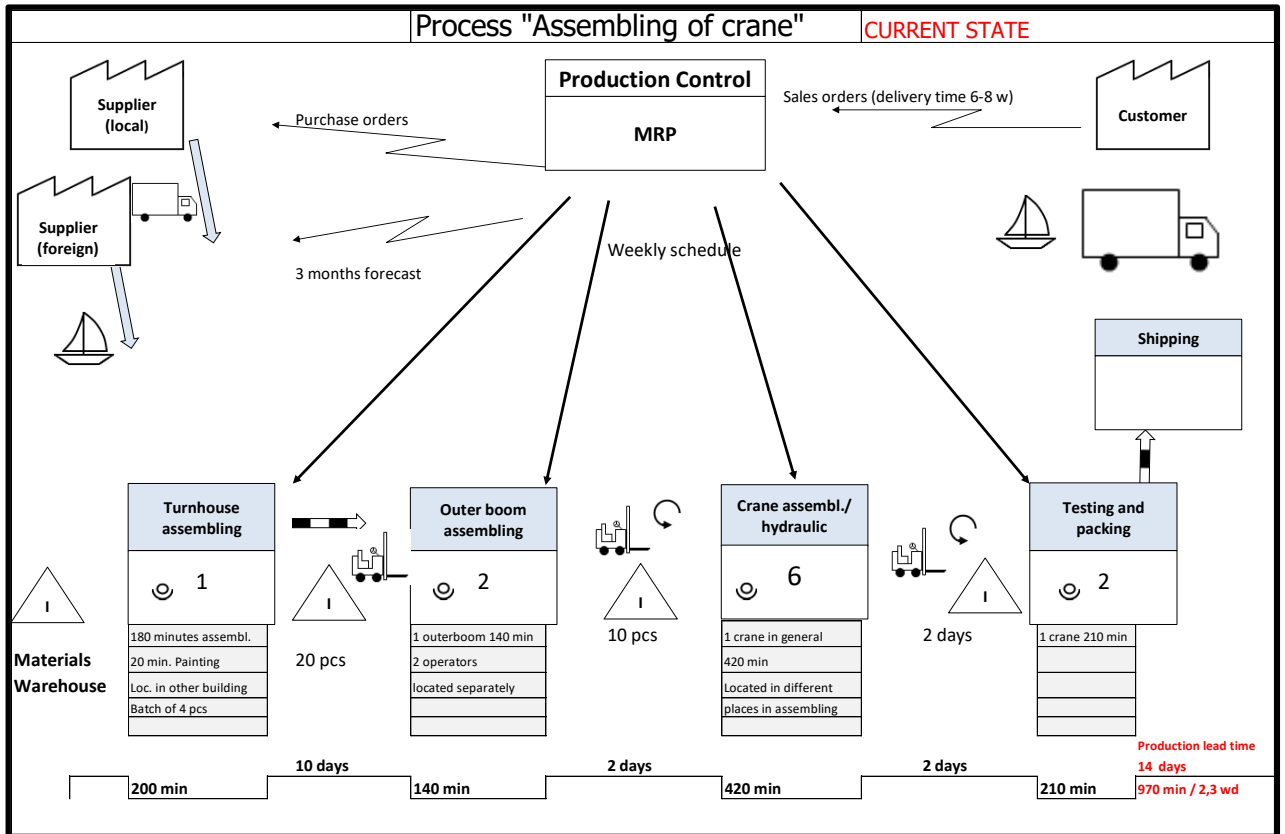 Process "Assembling of crane"
CURRENT STATE
Supplier
(local)
Purchase orders
Production Control
MRP
Sales orders (delivery time 6-8 w)
Customer
Supplier
(foreign)
3 months forecast
Weekly schedule
Shipping
Turnhouse
assembling
Outer boom
assembling
Crane assembl./
hydraulic
Testing and
packing
I
1
I
2
I
6
I
2
Materials
Warehouse
180 minutes assembl.
20 min. Painting
Loc. in other building
Batch of 4 pcs
20 pcs
1 outerboom 140 min
2 operators
located separately
10 pcs
1 crane in general
420 min
Located in different
places in assembling
2 days
1 crane 210 min
10 days
2 days
2 days
Production lead time
14 days
200 min
140 min
420 min
210 min
970 min / 2,3 wd